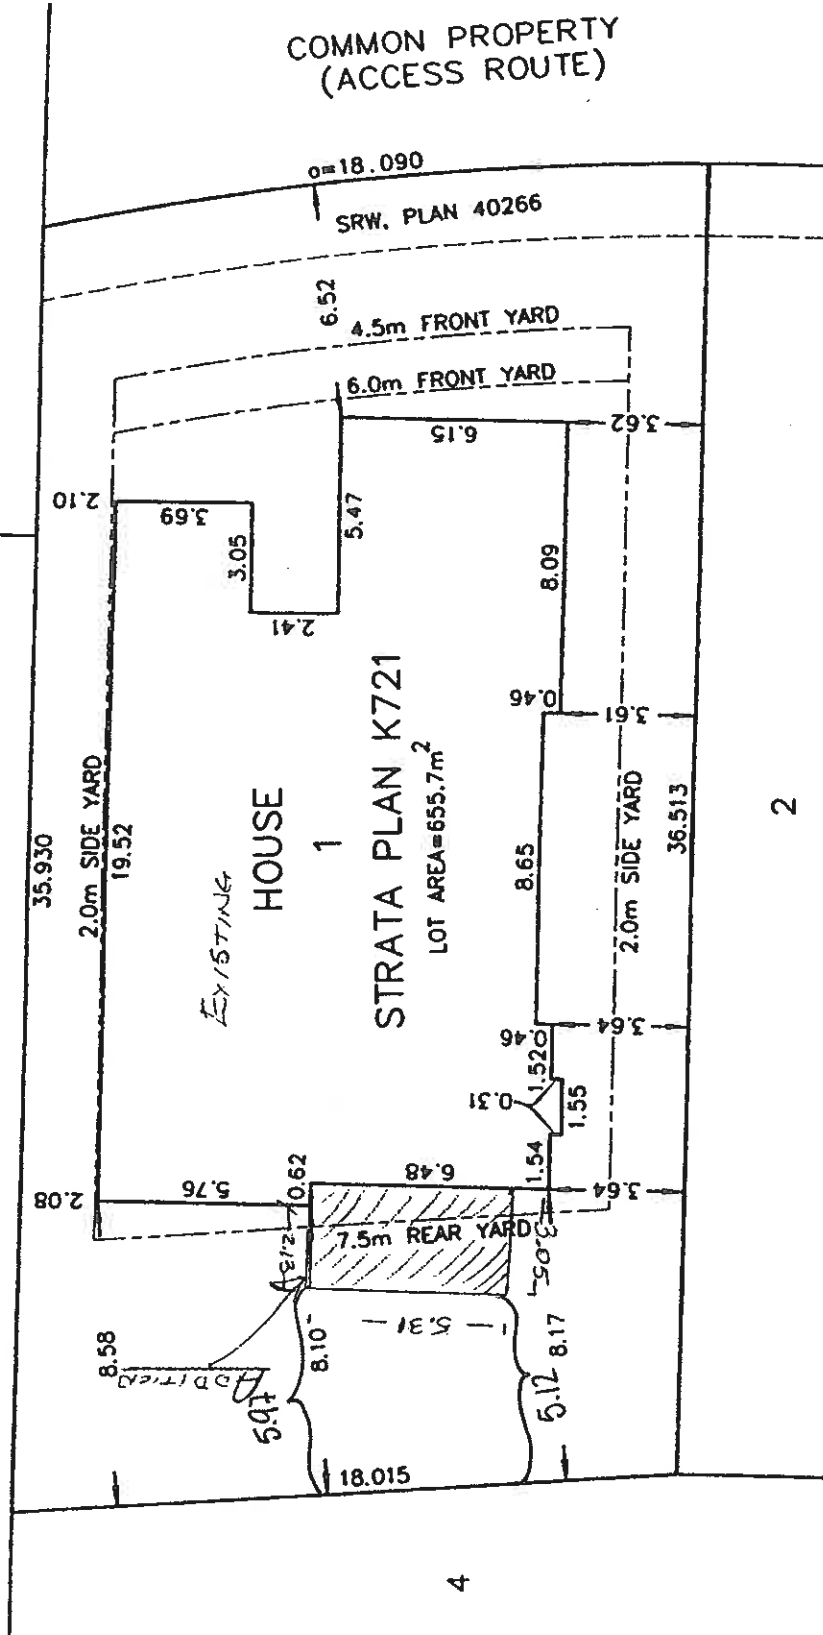 COMMON PROPERTY
(ACCESS ROUTE)
a=18.090
SRW. PLAN 40266
6.52
4.5m FRONT YARD
6.0m FRONT YARD
6.15
3.62
2.10
3.69
3.05
5.47
8.09
2.41
0.46
3.61
35.930
2.0m SIDE YARD
19.52
EXISTING
HOUSE
1
STRATA PLAN K721
LOT AREA=655.7m²
8.65
2.0m SIDE YARD
36.513
2
0.46
3.64
1.52
0.31
1.55
2.08
5.76
0.62
6.48
1.54
3.64
7.5m REAR YARD
2.13
3.05
5.31
8.58
ADDITION
8.10
8.17
5.97
5.12
18.015
4